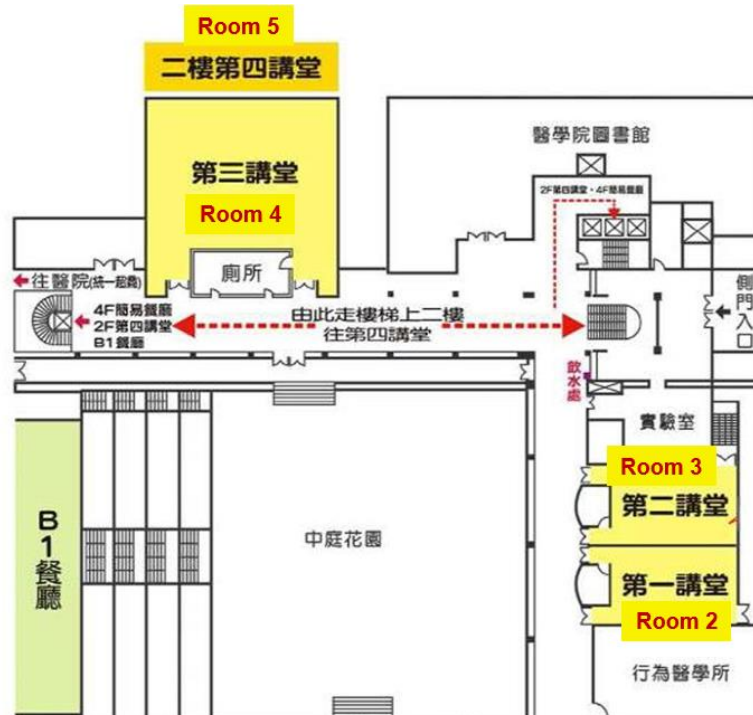 Room 5
二樓第四講堂
第三講堂
Room 4
廁所
醫學院圖書館
2F第四講堂・4F簡易餐廳
往醫院(統一超商)
4F簡易餐廳
2F第四講堂
B1餐廳
由此走樓梯上二樓
往第四講堂
側門入口
飲水處
實驗室
Room 3
第二講堂
第一講堂
Room 2
B1餐廳
中庭花園
行為醫學所